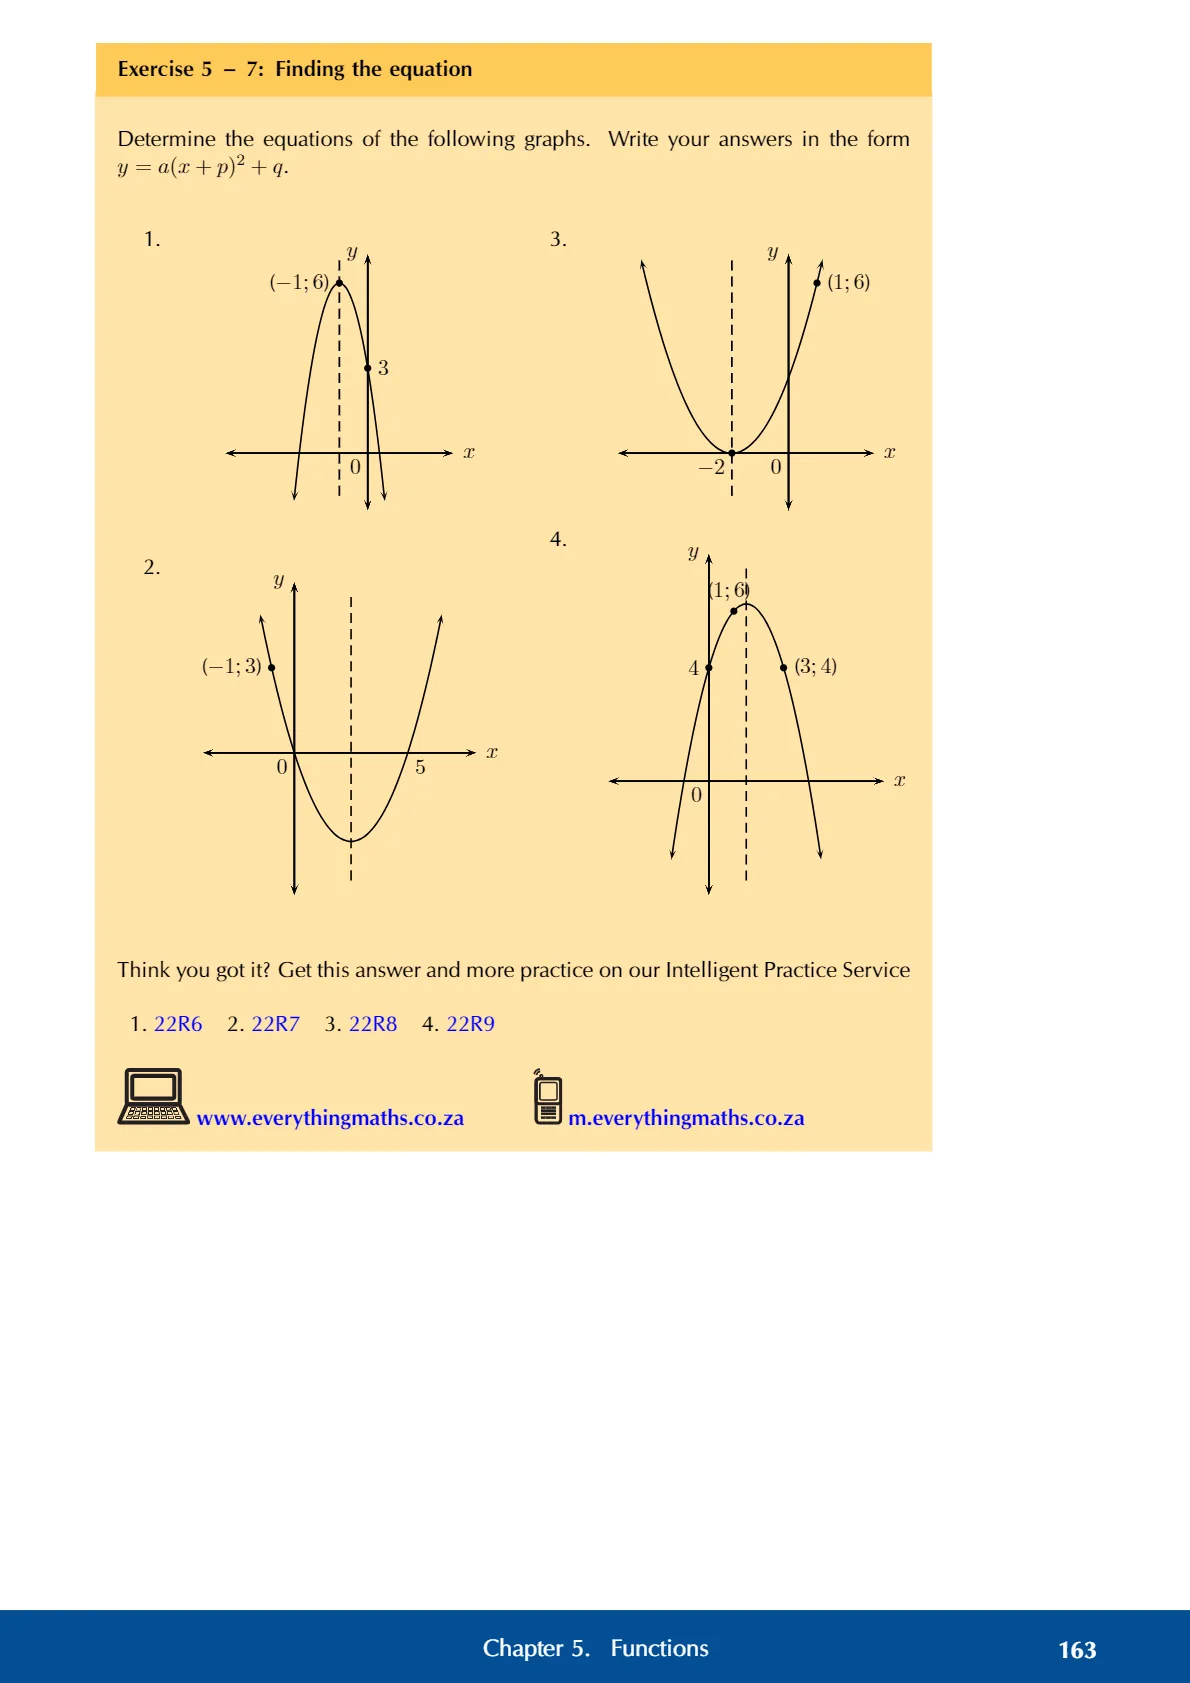 Exercise 5 – 7: Finding the equation
Determine the equations of the following graphs. Write your answers in the form
y = a(x + p)² + q.
1.
y
(−1; 6)
3
x
0
2.
y
(−1; 3)
x
0
5
3.
y
(1; 6)
x
−2
0
4.
y
(1; 6)
4
(3; 4)
x
0
Think you got it? Get this answer and more practice on our Intelligent Practice Service
1. 22R6 2. 22R7 3. 22R8 4. 22R9
www.everythingmaths.co.za
m.everythingmaths.co.za
Chapter 5. Functions
163